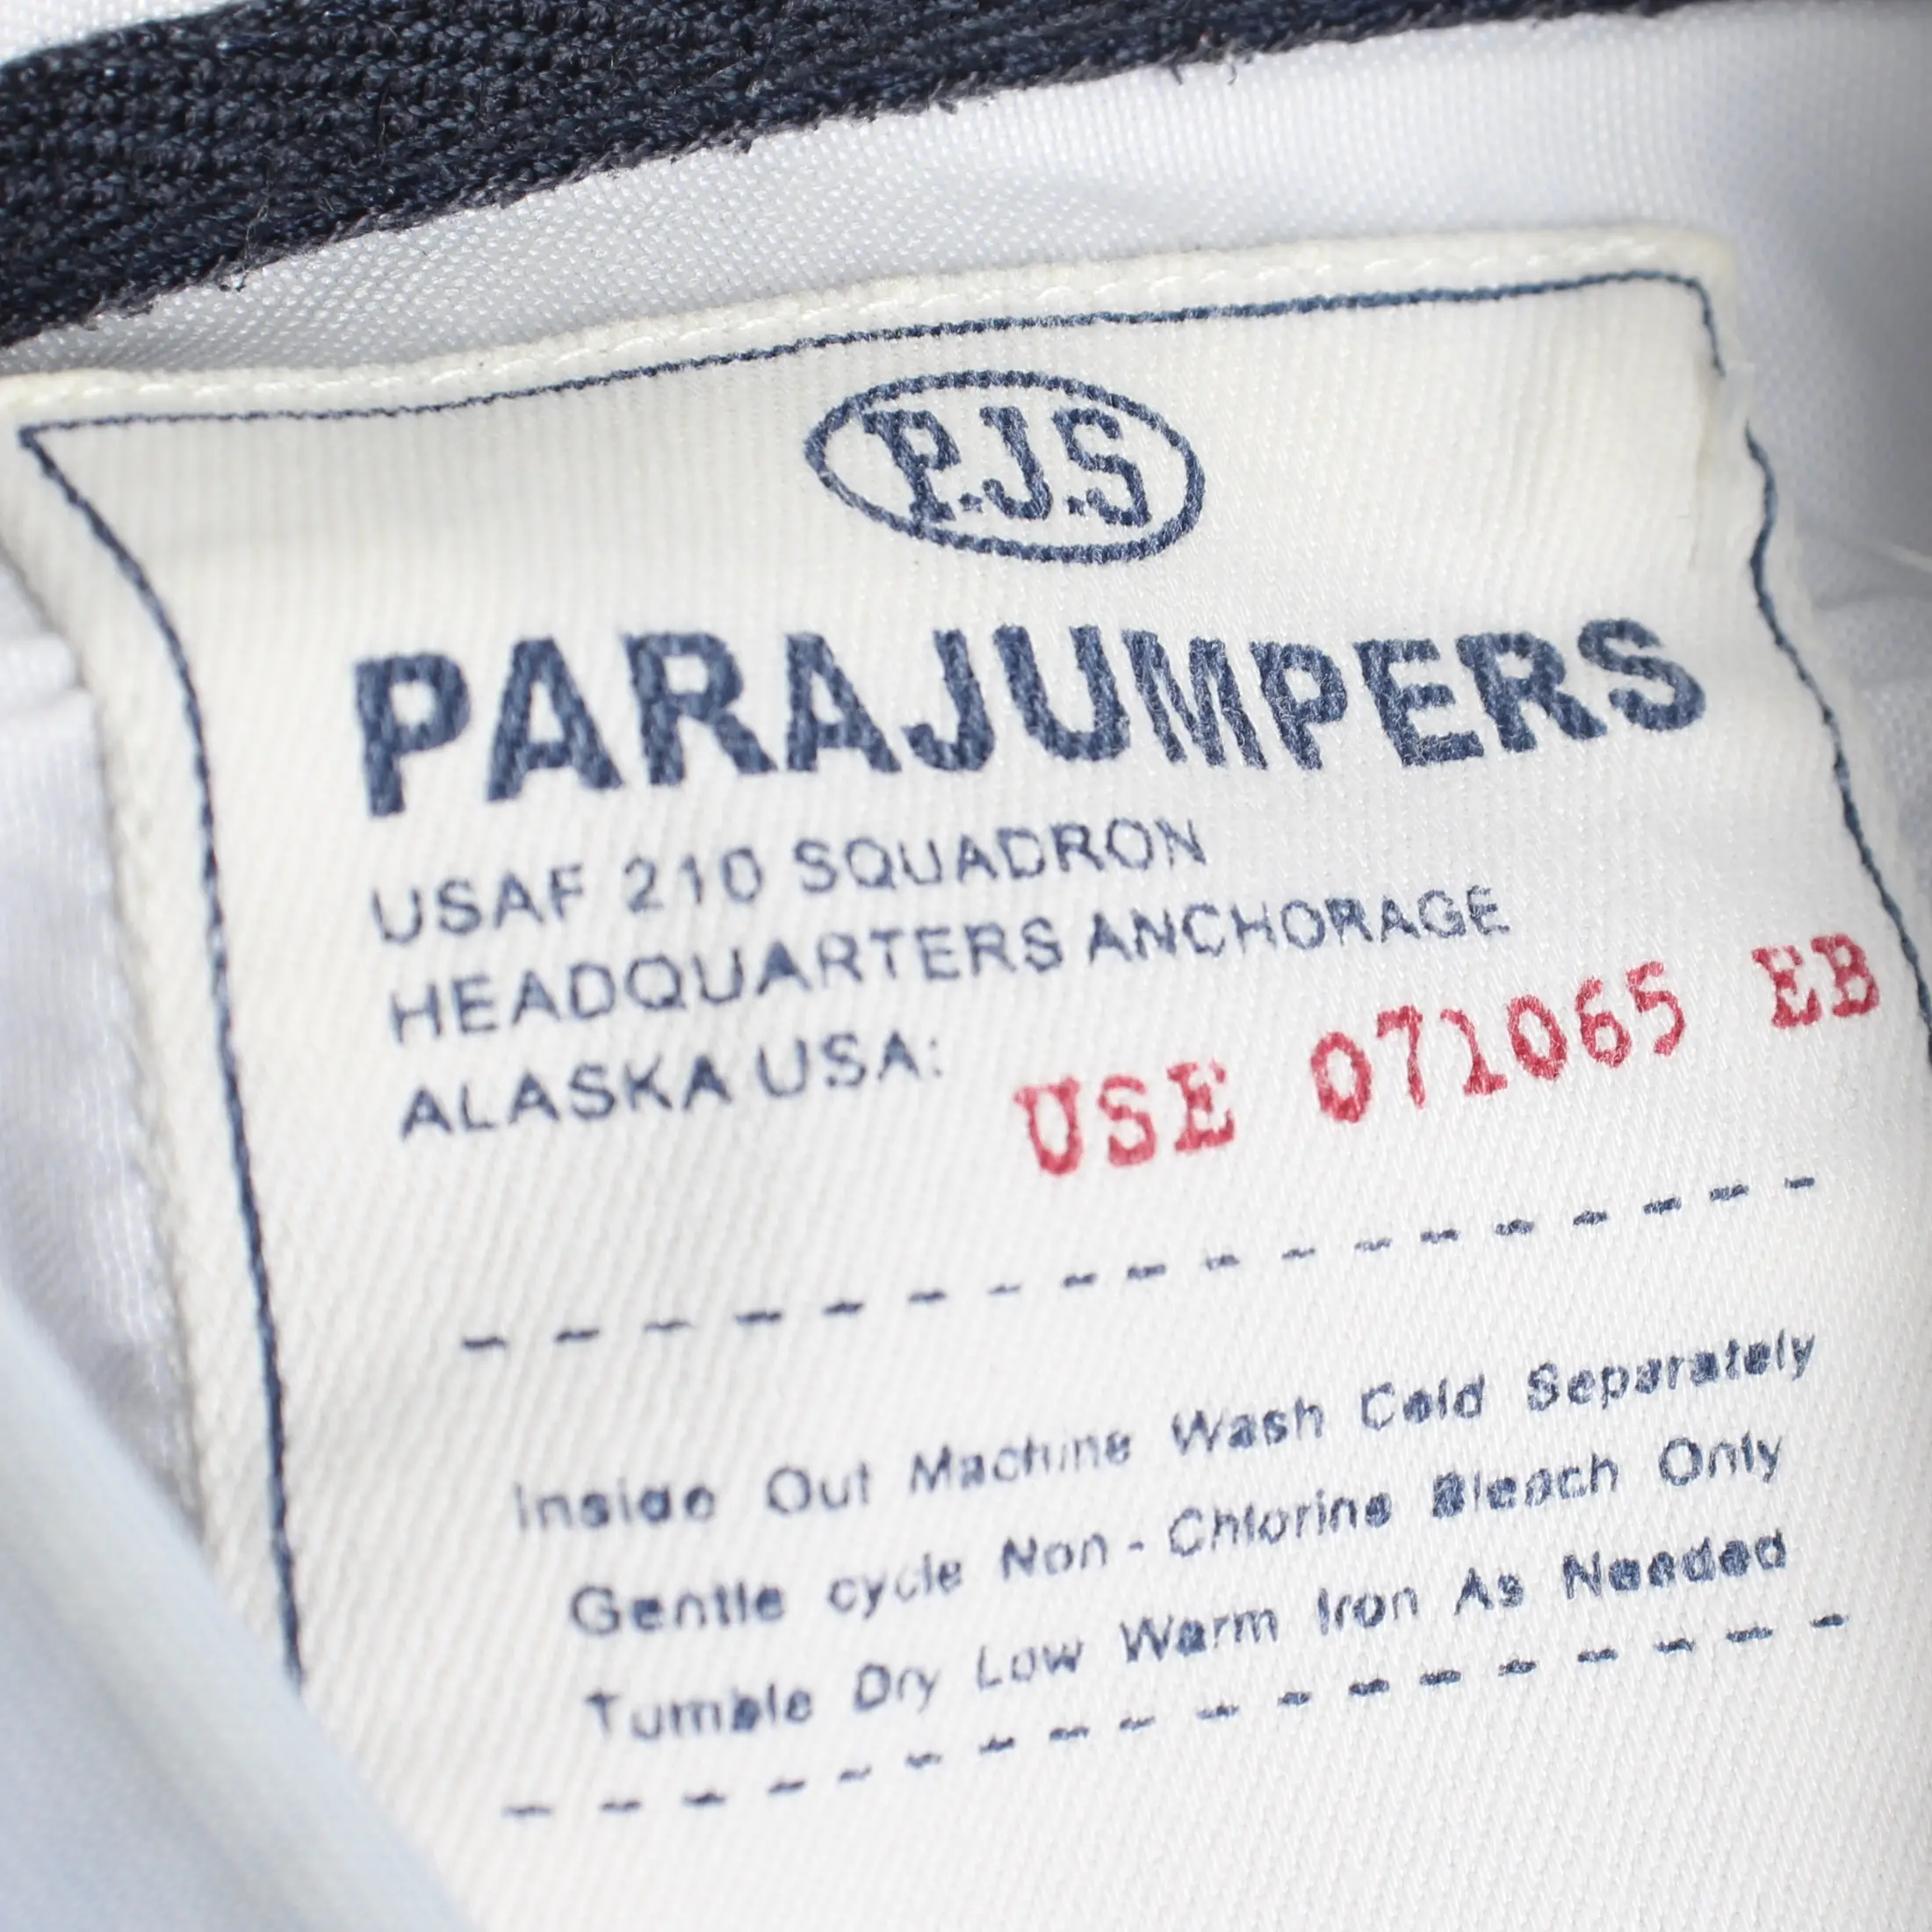 P.J.S
PARAJUMPERS
USAF 210 SQUADRON
HEADQUARTERS ANCHORAGE
ALASKA USA: USE 071065 EB
Inside Out Machine Wash Cold Separately
Gentle cycle Non - Chlorine Bleach Only
Tumble Dry Low Warm Iron As Needed